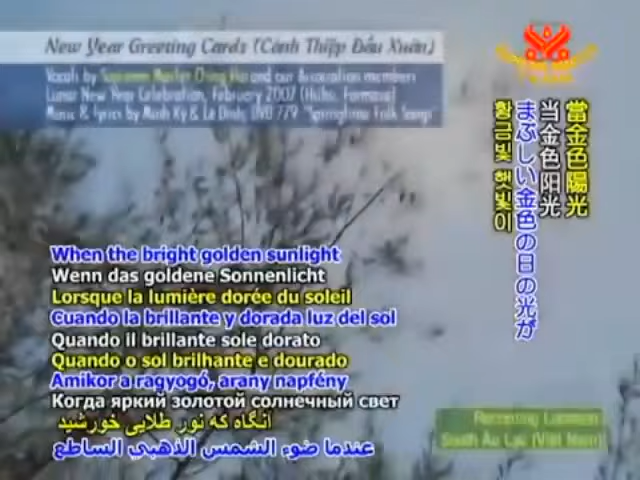 New Year Greeting Cards (Cánh Thiệp Đầu Xuân)
Vocals by Supreme Master Ching Hai and our Association members
Lunar New Year Celebration, February 2007 (Hsihu, Formosa)
Music & lyrics by Minh Kỳ & Lê Dinh; DVD 779 "Springtime Folk Songs"
當金色陽光
当金色阳光
まぶしい金色の日の光が
황금빛 햇빛이
When the bright golden sunlight
Wenn das goldene Sonnenlicht
Lorsque la lumière dorée du soleil
Cuando la brillante y dorada luz del sol
Quando il brillante sole dorato
Quando o sol brilhante e dourado
Amikor a ragyogó, arany napfény
Когда яркий золотой солнечный свет
آنگاه که نور طلایی خورشید
عندما ضوء الشمس الذهبي الساطع
South Au Lac (Viet Nam)